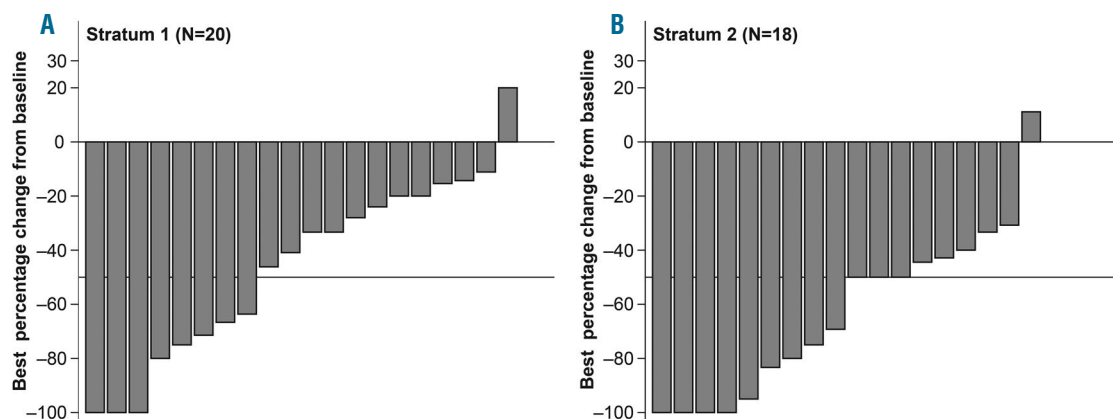 A
Stratum 1 (N=20)
Best percentage change from baseline
30
20
0
–20
–40
–60
–80
–100
B
Stratum 2 (N=18)
Best percentage change from baseline
30
20
0
–20
–40
–60
–80
–100